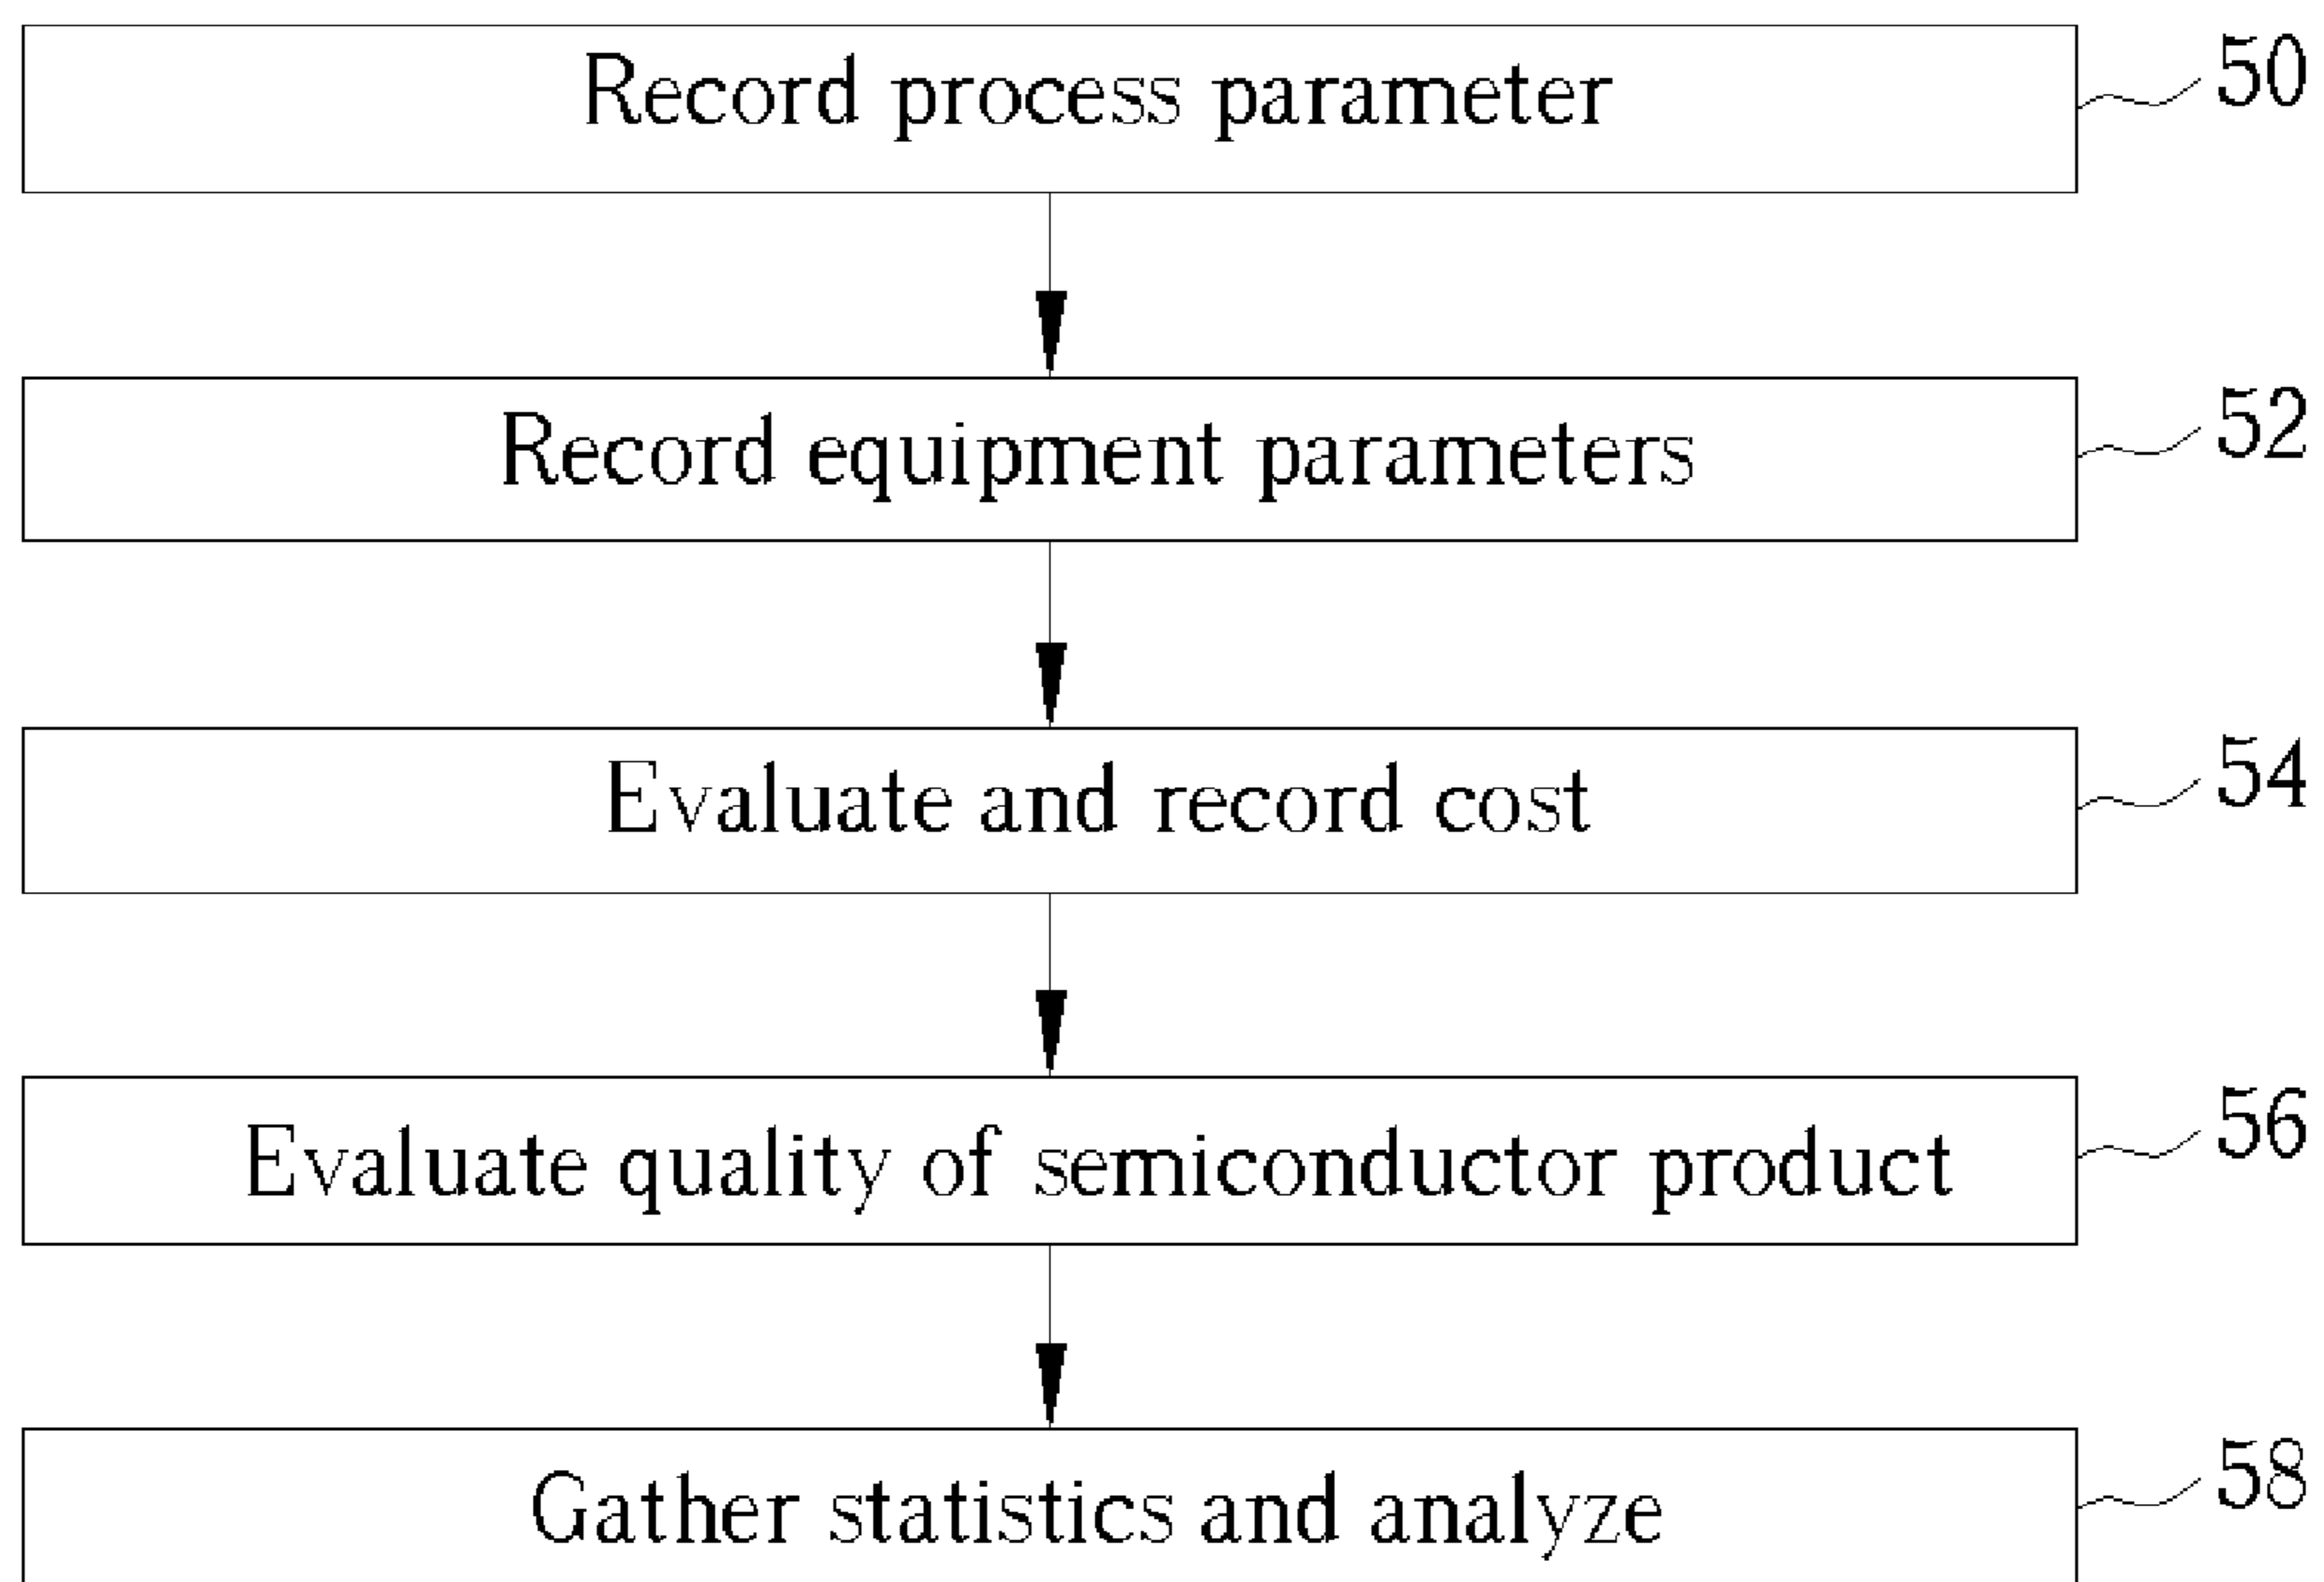 Record process parameter 50
Record equipment parameters 52
Evaluate and record cost 54
Evaluate quality of semiconductor product 56
Gather statistics and analyze 58